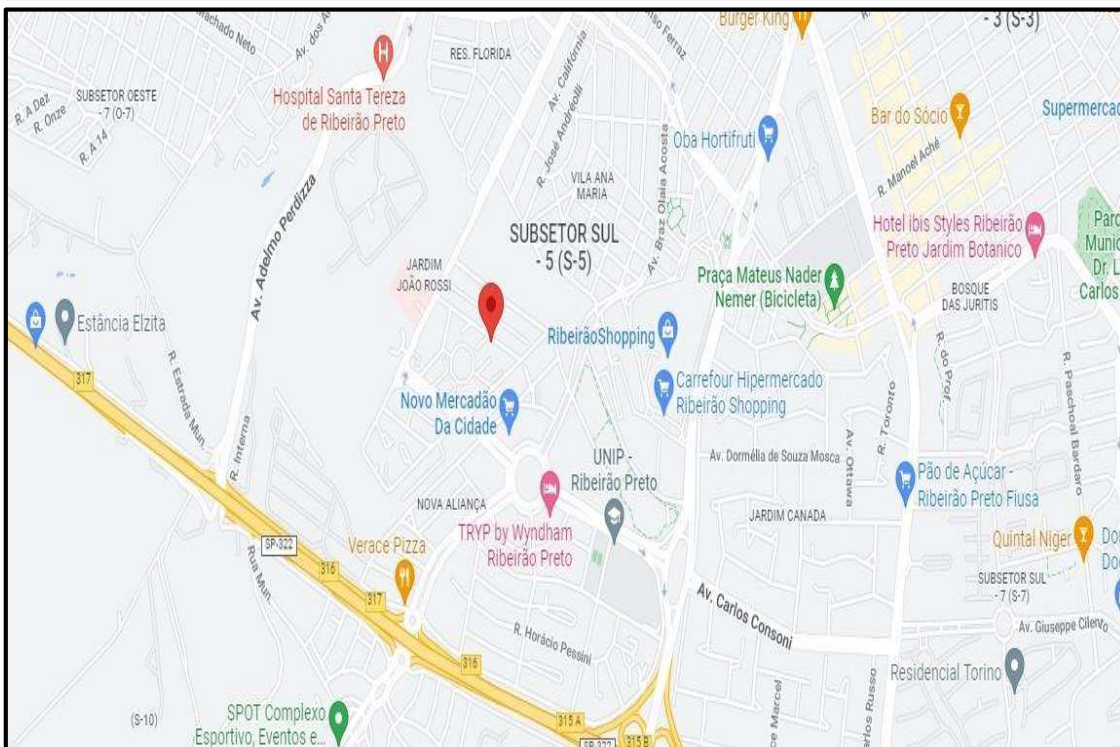 Machado Neto
Av. dos
Burger King
- 3 (S-3)
RES. FLORIDA
Av. Califórnia
Hospital Santa Tereza
de Ribeirão Preto
SUBSETOR OESTE
- 7 (O-7)
R. A Dez
R. Onze
R. A 14
R. José Andréolli
Oba Hortifruti
Bar do Sócio
R. Manoel Aché
VILA ANA
MARIA
Av. Braz Olaia Acosta
Av. Adelmo Perdizza
SUBSETOR SUL
- 5 (S-5)
Hotel ibis Styles Ribeirão
Preto Jardim Botanico
JARDIM
JOÃO ROSSI
Praça Mateus Nader
Nemer (Bicicleta)
BOSQUE
DAS JURITIS
Estância Elzita
RibeirãoShopping
317
R. Estrada Mun.
R. do Prof.
R. Paschoal Bardaro
Carrefour Hipermercado
Ribeirão Shopping
Novo Mercadão
Da Cidade
R. Toronto
Av. Ottawa
R. Interna
UNIP -
Ribeirão Preto
Av. Dormélia de Souza Mosca
Pão de Açúcar -
Ribeirão Preto Fiusa
NOVA ALIANÇA
JARDIM CANADA
TRYP by Wyndham
Ribeirão Preto
SP-322
Verace Pizza
Quintal Niger
316
Rua Mun.
317
SUBSETOR SUL
- 7 (S-7)
Av. Carlos Consoni
Av. Giuseppe Cilento
R. Horácio Pessini
316
Residencial Torino
(S-10)
SPOT Complexo
Esportivo, Eventos e...
315 A
SP-322
315 B